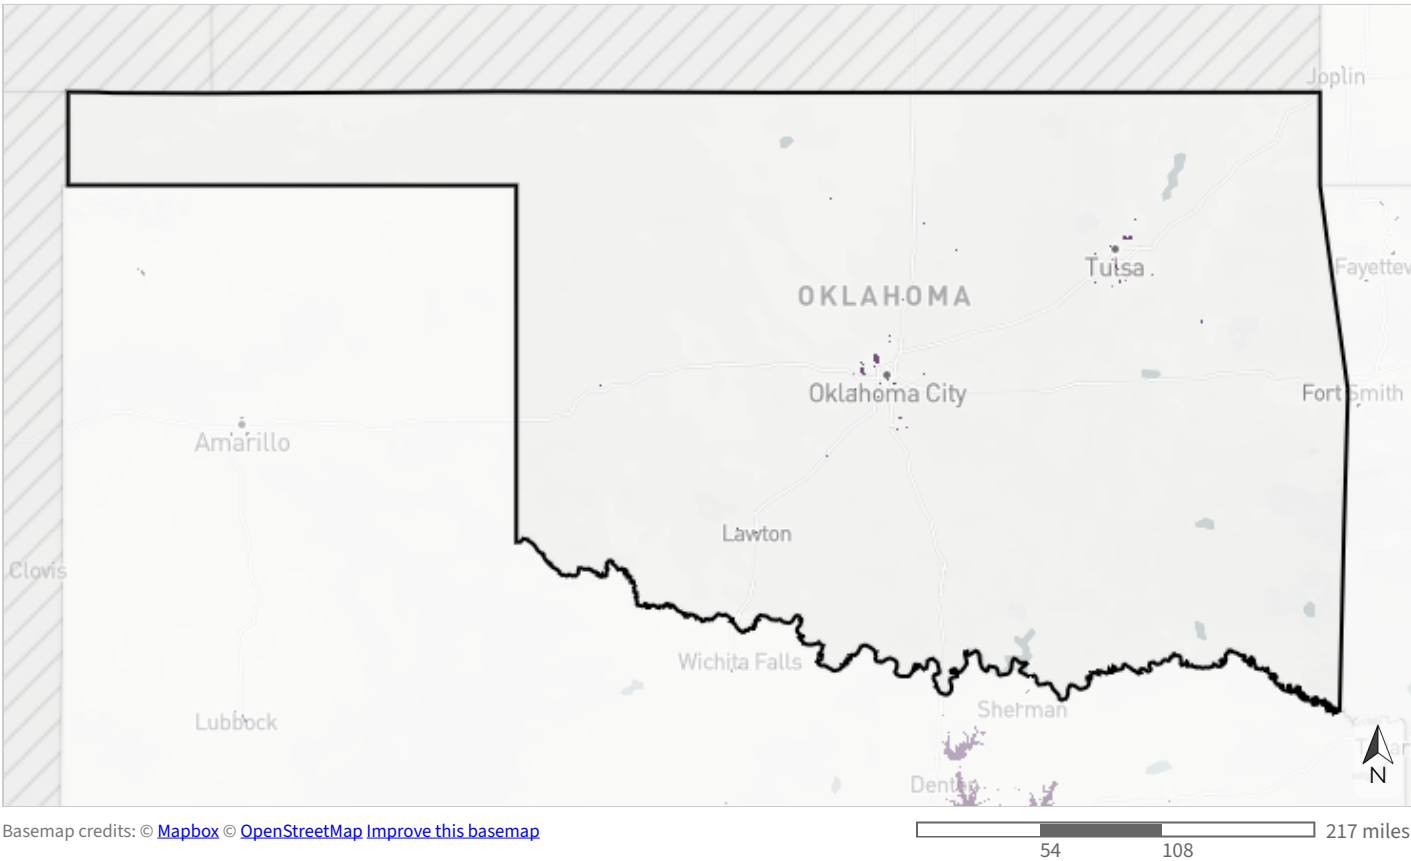 Joplin
Tulsa
Fayettev
OKLAHOMA
Oklahoma City
Fort Smith
Amarillo
Lawton
Clovis
Wichita Falls
Sherman
Lubbock
Denton
N
Basemap credits: © Mapbox © OpenStreetMap Improve this basemap
217 miles
54 108